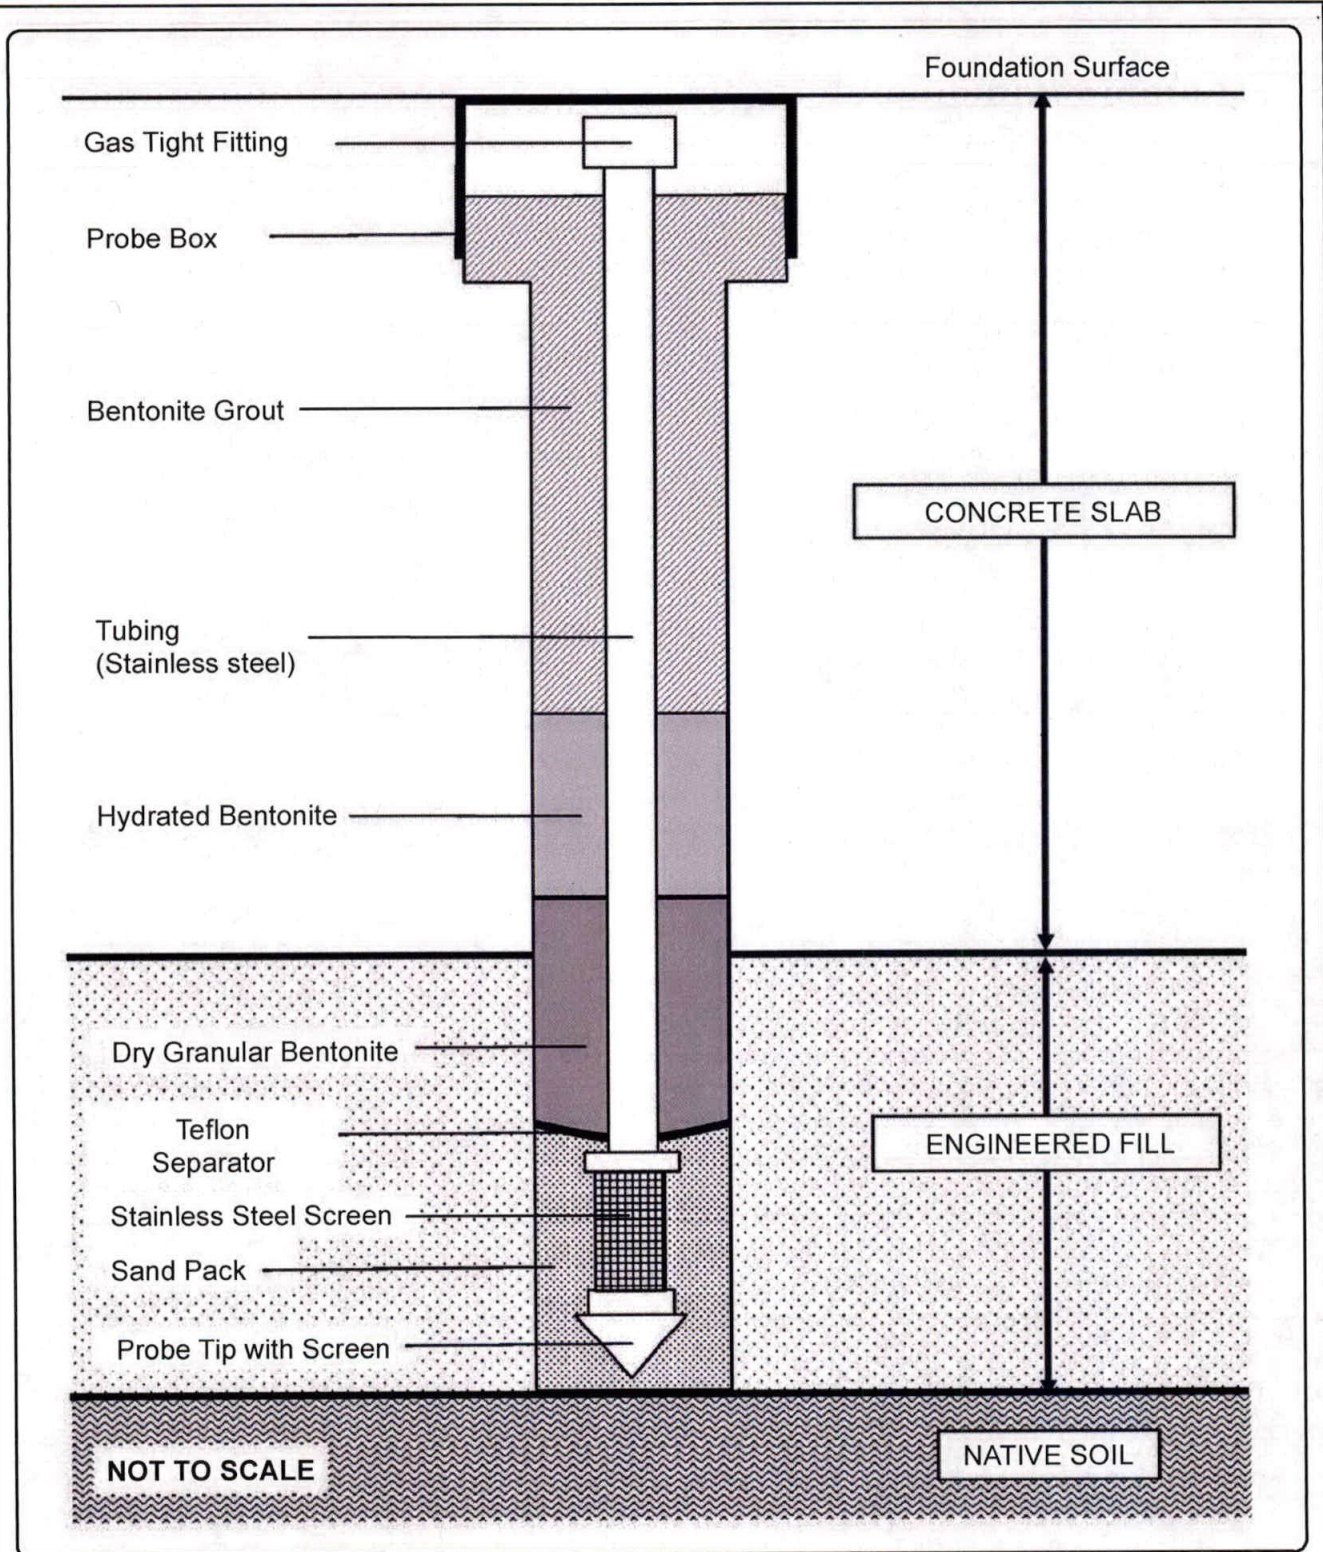 Foundation Surface
Gas Tight Fitting
Probe Box
Bentonite Grout
CONCRETE SLAB
Tubing
(Stainless steel)
Hydrated Bentonite
Dry Granular Bentonite
Teflon
Separator
ENGINEERED FILL
Stainless Steel Screen
Sand Pack
Probe Tip with Screen
NOT TO SCALE
NATIVE SOIL